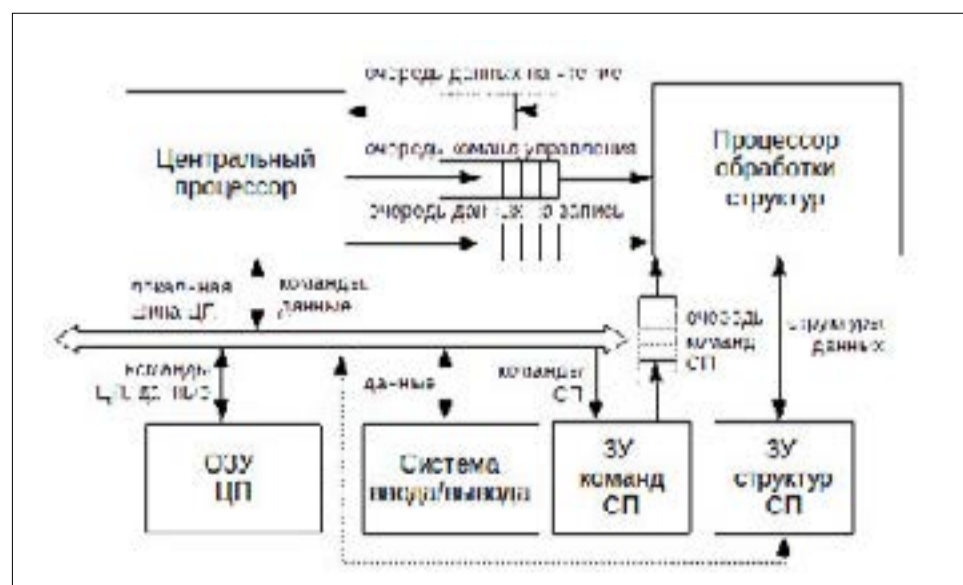 очередь данных на чтение
Центральный
процессор
очередь команд управления
очередь данных на запись
Процессор
обработки
структур
локальная
шина ЦП
команды,
данные
очередь
команд
СП
структуры
данных
команды
ЦП, данные
данные
команды
СП
ОЗУ
ЦП
Система
ввода/вывода
ЗУ
команд
СП
ЗУ
структур
СП